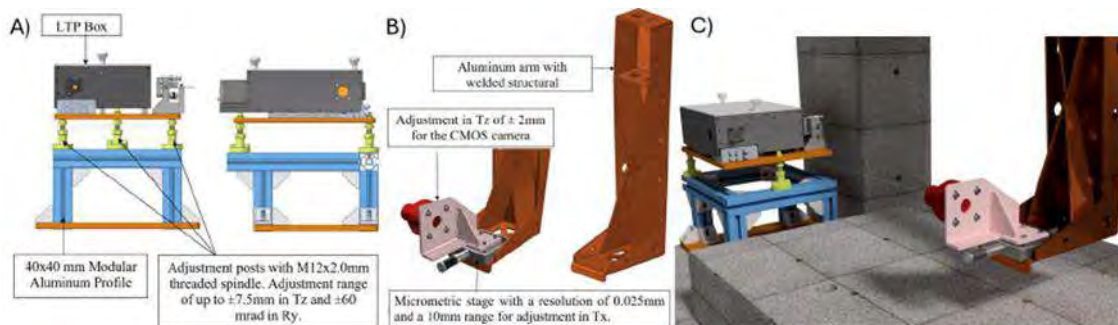 A)
LTP Box
40x40 mm Modular
Aluminum Profile
Adjustment posts with M12x2.0mm
threaded spindle. Adjustment range
of up to ±7.5mm in Tz and ±60
mrad in Ry.
B)
Aluminum arm with
welded structural
Adjustment in Tz of ± 2mm
for the CMOS camera
Micrometric stage with a resolution of 0.025mm
and a 10mm range for adjustment in Tx.
C)